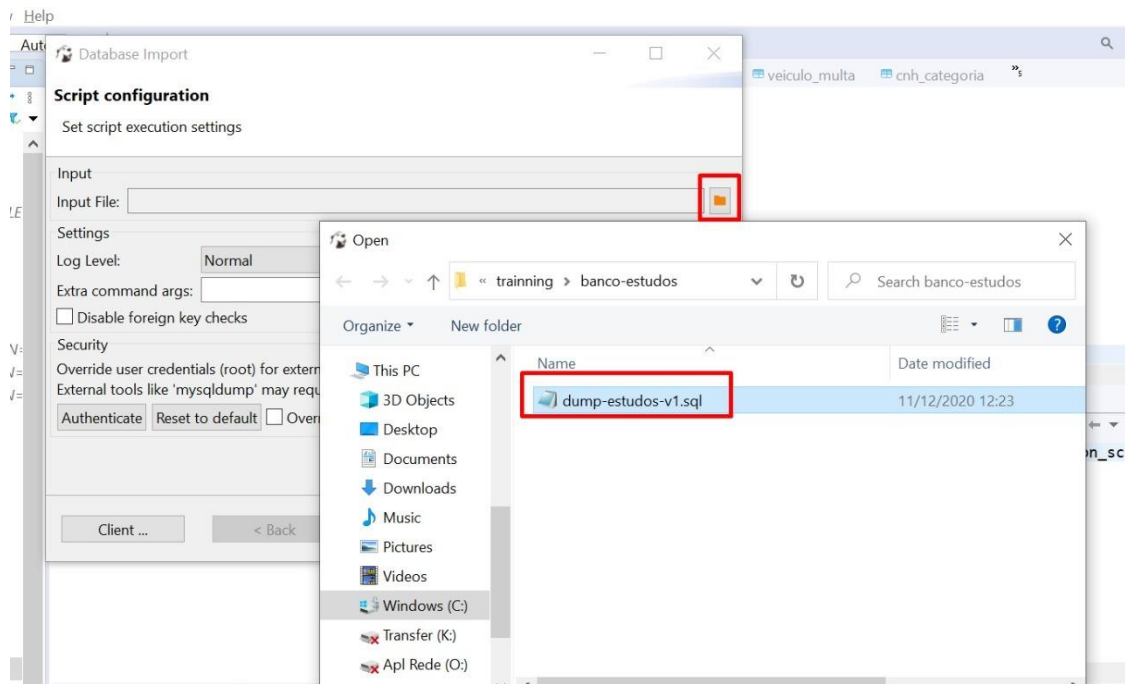 Help
Aut
Database Import
veiculo_multa cnh_categoria »5
Script configuration
Set script execution settings
Input
Input File:
Settings
Log Level: Normal
Extra command args:
Disable foreign key checks
Security
Override user credentials (root) for extern
External tools like 'mysqldump' may requ
Authenticate Reset to default Overr
Client ... < Back
Open
« trainning > banco-estudos Search banco-estudos
Organize New folder
Name Date modified
dump-estudos-v1.sql 11/12/2020 12:23
This PC
3D Objects
Desktop
Documents
Downloads
Music
Pictures
Videos
Windows (C:)
Transfer (K:)
Apl Rede (O:)
on_sc